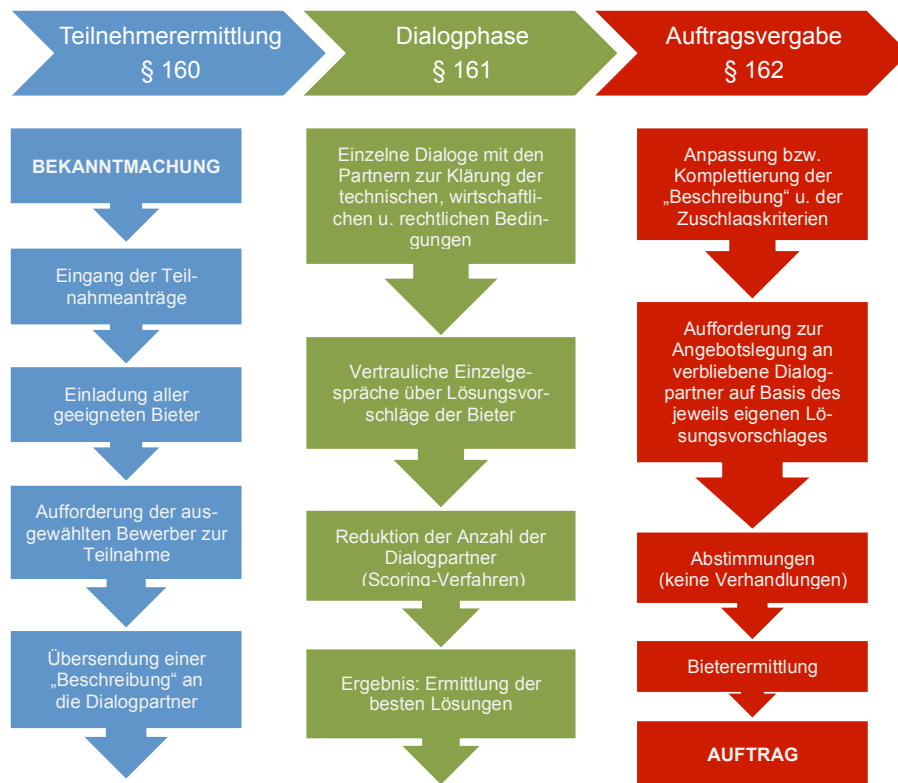 Teilnehmerermittlung
§ 160
Dialogphase
§ 161
Auftragsvergabe
§ 162
BEKANNTMACHUNG
Eingang der Teil-
nahmeanträge
Einladung aller
geeigneten Bieter
Aufforderung der aus-
gewählten Bewerber zur
Teilnahme
Übersendung einer
„Beschreibung“ an
die Dialogpartner
Einzelne Dialoge mit den
Partnern zur Klärung der
technischen, wirtschaftli-
chen u. rechtlichen Bedin-
gungen
Vertrauliche Einzelge-
spräche über Lösungsvor-
schläge der Bieter
Reduktion der Anzahl der
Dialogpartner
(Scoring-Verfahren)
Ergebnis: Ermittlung der
besten Lösungen
Anpassung bzw.
Komplettierung der
„Beschreibung“ u. der
Zuschlagskriterien
Aufforderung zur
Angebotslegung an
verbliebene Dialog-
partner auf Basis des
jeweils eigenen Lö-
sungsvorschlages
Abstimmungen
(keine Verhandlungen)
Bieterermittlung
AUFTRAG